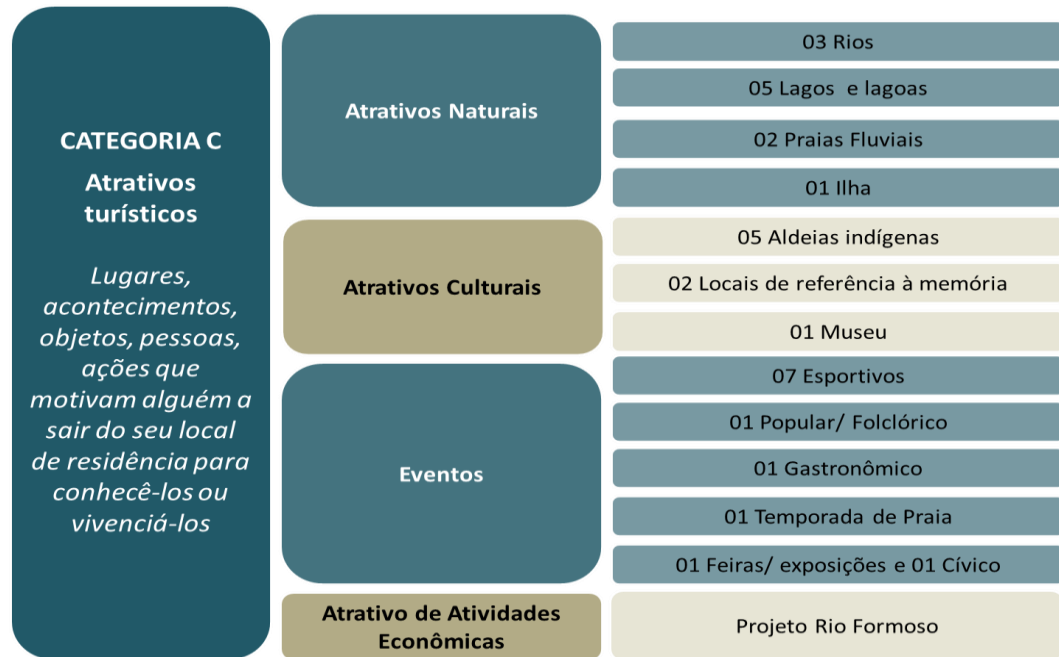 CATEGORIA C
Atrativos
turísticos
Lugares,
acontecimentos,
objetos, pessoas,
ações que
motivam alguém a
sair do seu local
de residência para
conhecê-los ou
vivenciá-los
Atrativos Naturais
03 Rios
05 Lagos e lagoas
02 Praias Fluviais
01 Ilha
Atrativos Culturais
05 Aldeias indígenas
02 Locais de referência à memória
01 Museu
Eventos
07 Esportivos
01 Popular/ Folclórico
01 Gastronômico
01 Temporada de Praia
01 Feiras/ exposições e 01 Cívico
Atrativo de Atividades
Econômicas
Projeto Rio Formoso